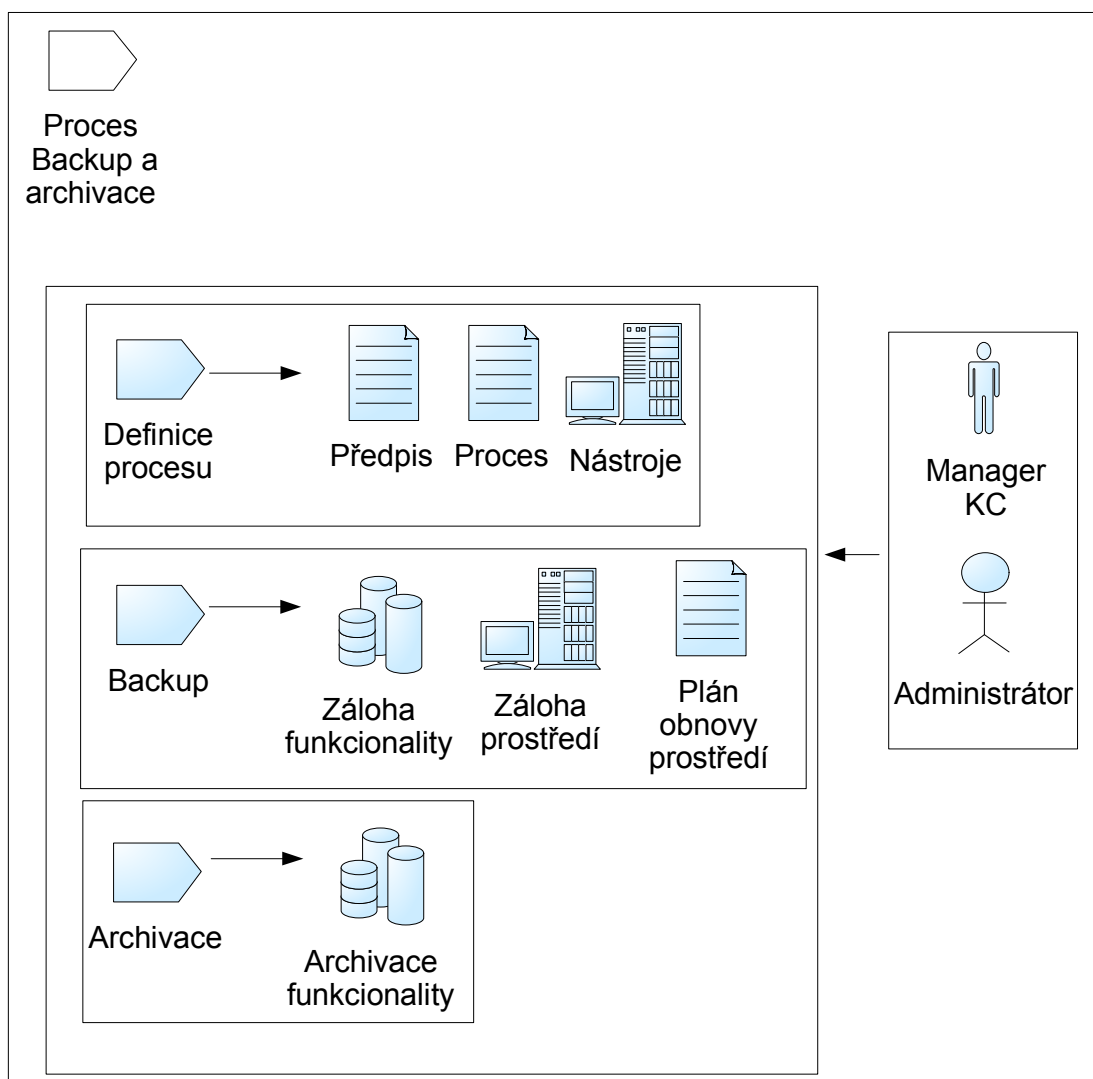 Proces
Backup a
archivace
Definice
procesu
Předpis
Proces
Nástroje
Manager
KC
Administrátor
Backup
Záloha
funkcionality
Záloha
prostředí
Plán
obnovy
prostředí
Archivace
Archivace
funkcionality